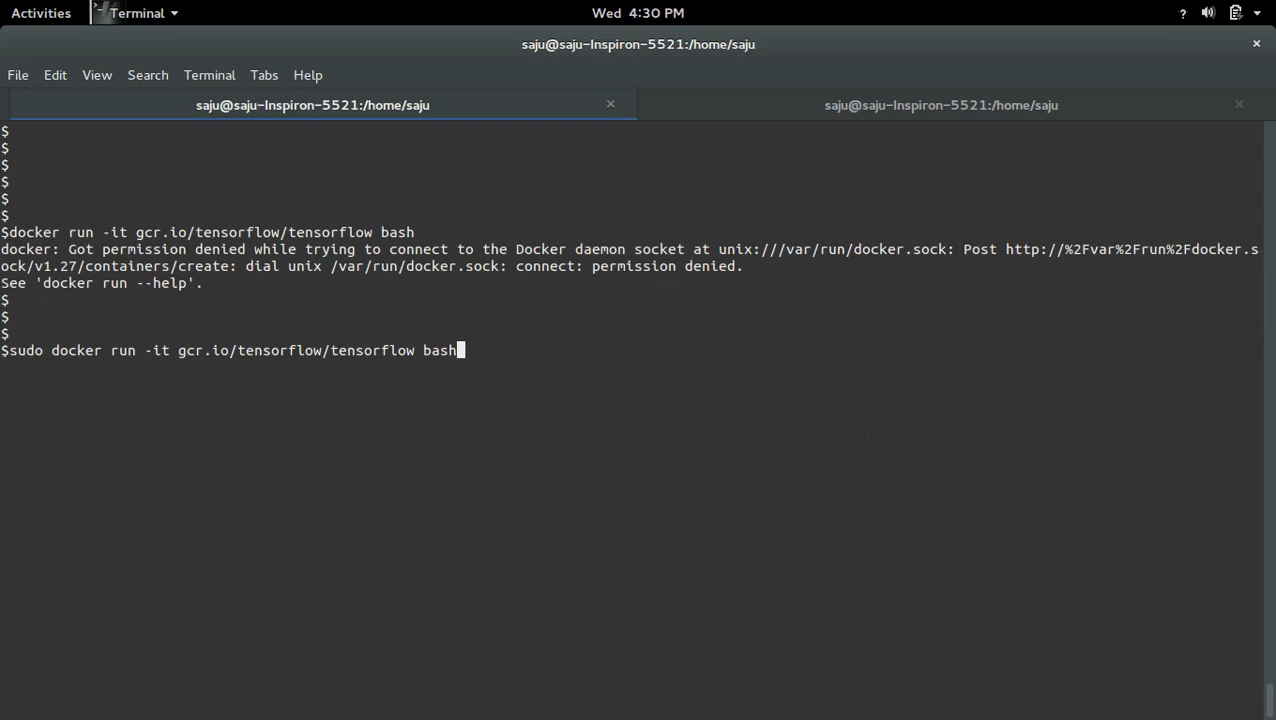 Activities Terminal Wed 4:30 PM ?
saju@saju-Inspiron-5521:/home/saju ×
File Edit View Search Terminal Tabs Help
saju@saju-Inspiron-5521:/home/saju × saju@saju-Inspiron-5521:/home/saju ×
$
$
$
$
$
$
$docker run -it gcr.io/tensorflow/tensorflow bash
docker: Got permission denied while trying to connect to the Docker daemon socket at unix:///var/run/docker.sock: Post http://%2Fvar%2Frun%2Fdocker.s
ock/v1.27/containers/create: dial unix /var/run/docker.sock: connect: permission denied.
See 'docker run --help'.
$
$
$
$sudo docker run -it gcr.io/tensorflow/tensorflow bash